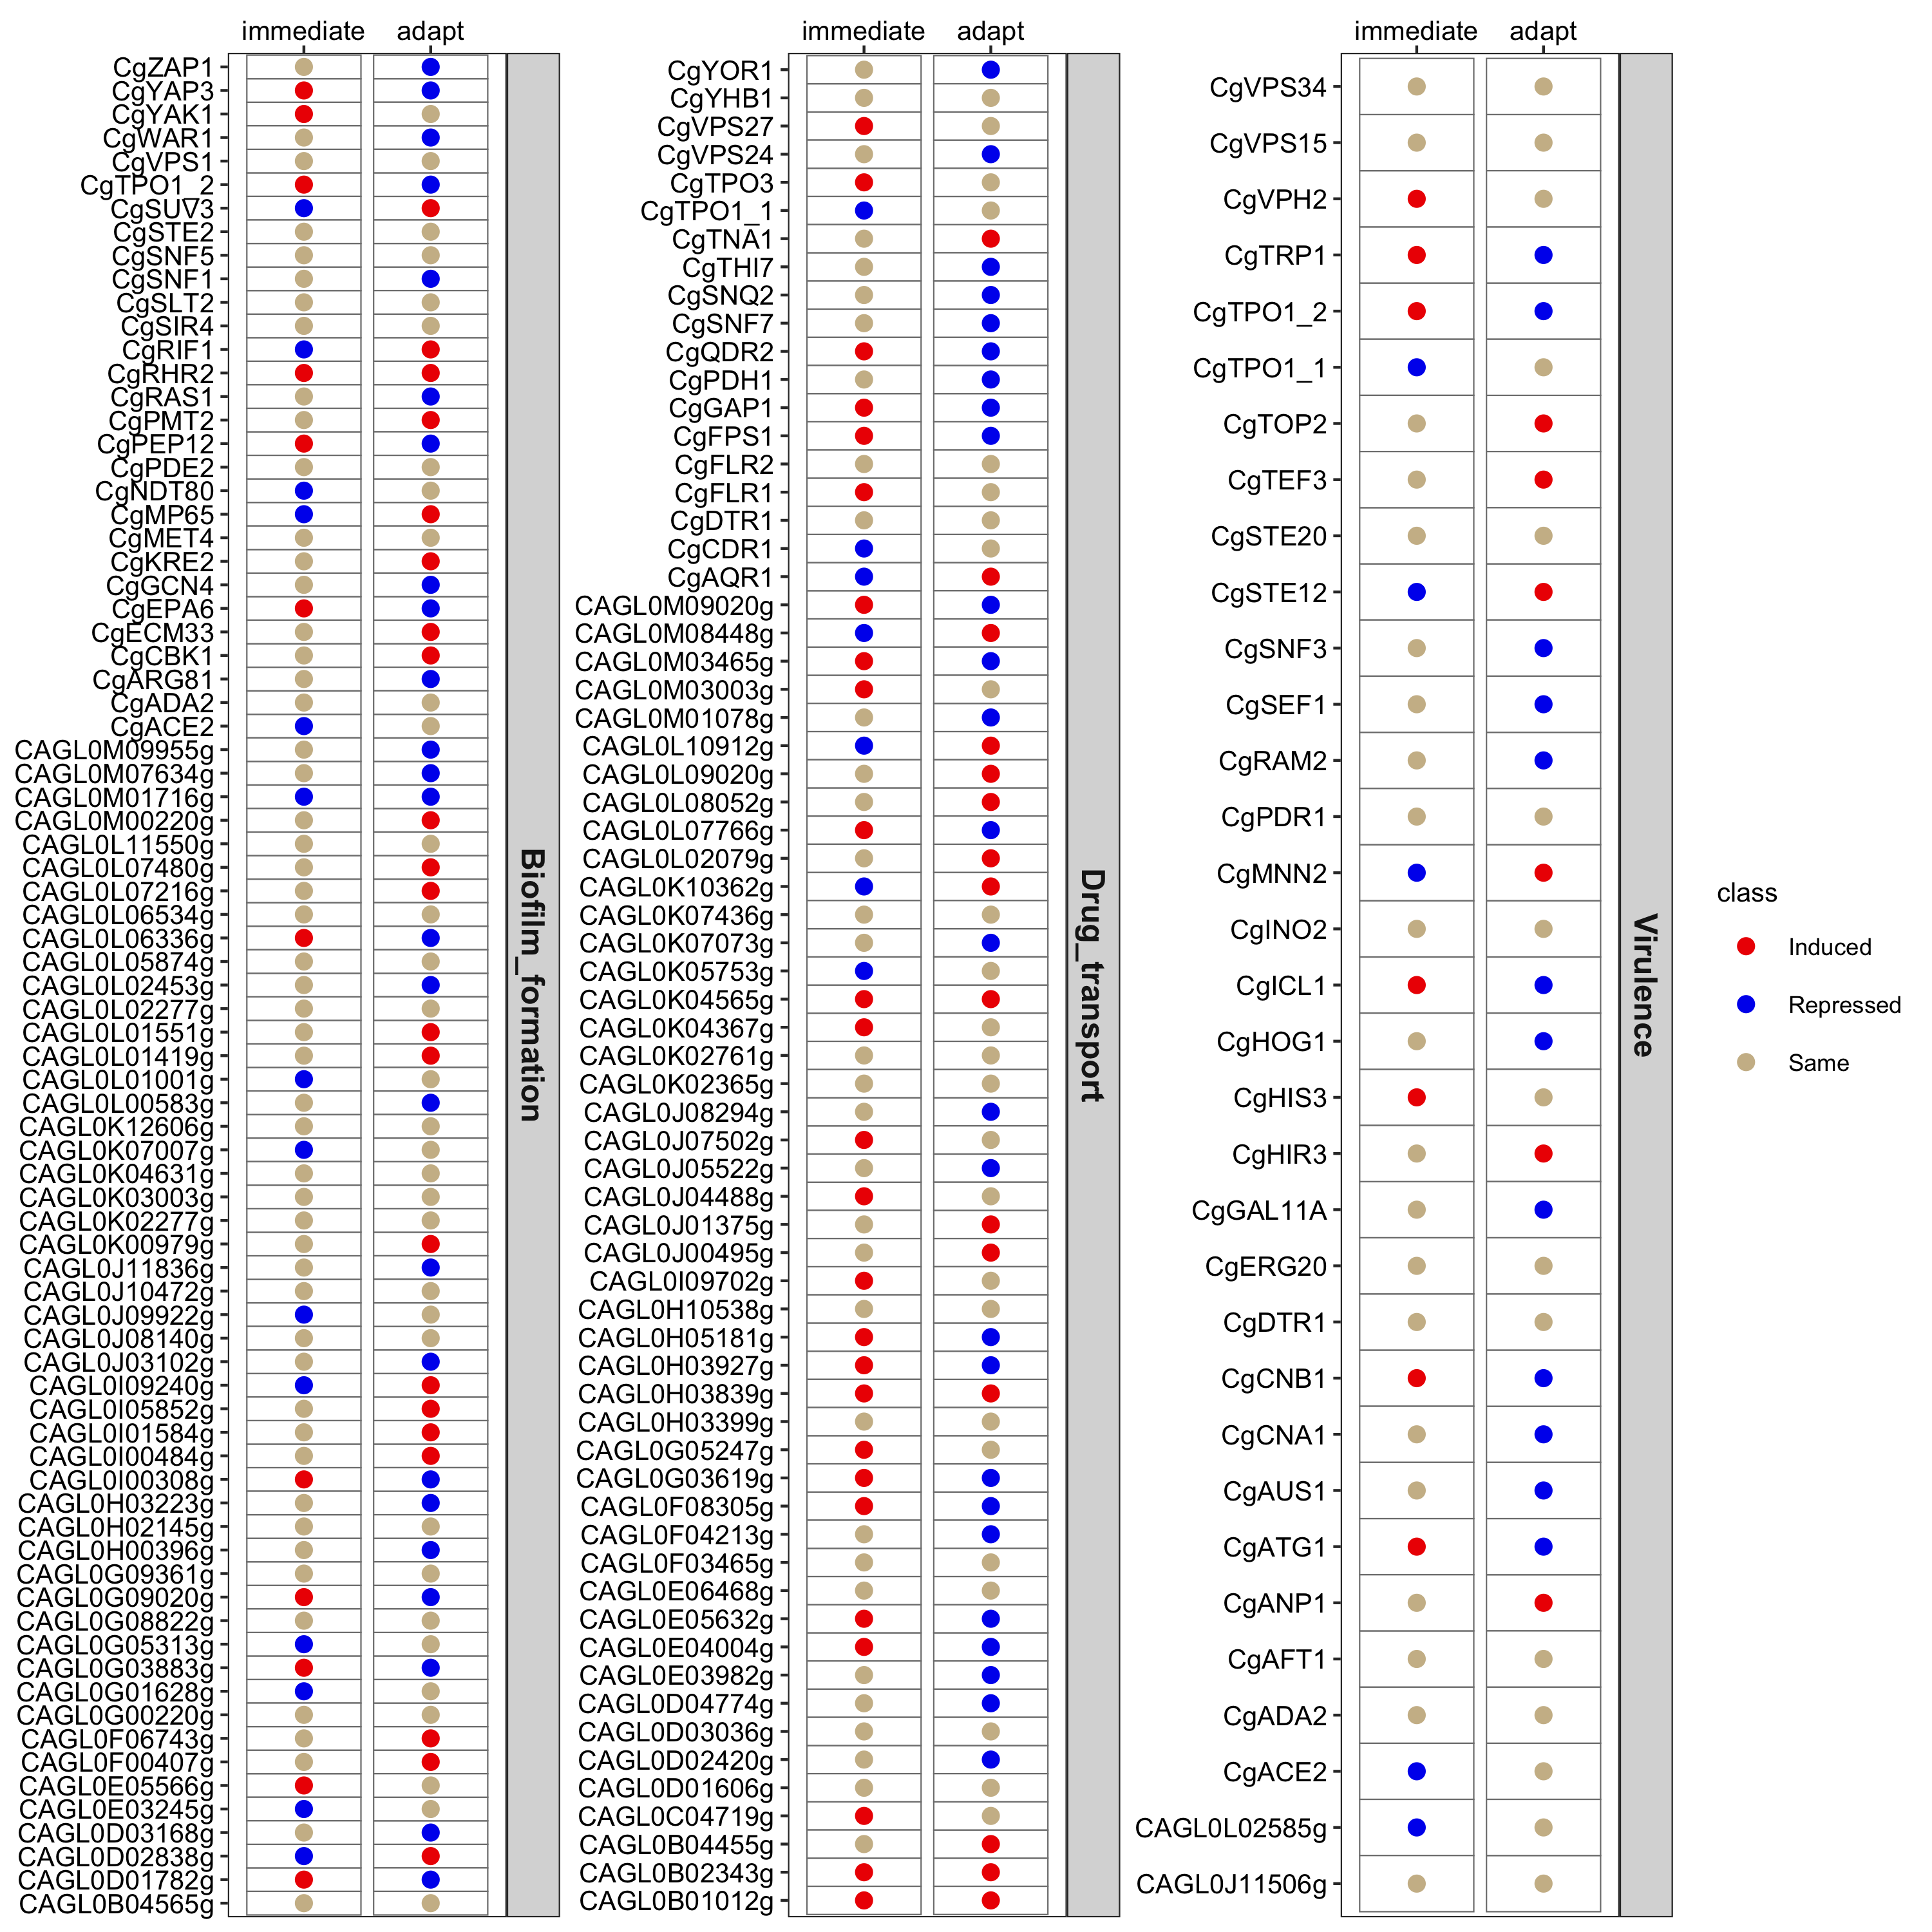 immediate adapt
CgZAP1
CgYAP3
CgYAK1
CgWAR1
CgVPS1
CgTPO1_2
CgSUV3
CgSTE2
CgSNF5
CgSNF1
CgSLT2
CgSIR4
CgRIF1
CgRHR2
CgRAS1
CgPMT2
CgPEP12
CgPDE2
CgNDT80
CgMP65
CgMET4
CgKRE2
CgGCN4
CgEPA6
CgECM33
CgCBK1
CgARG81
CgADA2
CgACE2
CAGL0M09955g
CAGL0M07634g
CAGL0M01716g
CAGL0M00220g
CAGL0L11550g
CAGL0L07480g
CAGL0L07216g
CAGL0L06534g
CAGL0L06336g
CAGL0L05874g
CAGL0L02453g
CAGL0L02277g
CAGL0L01551g
CAGL0L01419g
CAGL0L01001g
CAGL0L00583g
CAGL0K12606g
CAGL0K07007g
CAGL0K04631g
CAGL0K03003g
CAGL0K02277g
CAGL0K00979g
CAGL0J11836g
CAGL0J10472g
CAGL0J09922g
CAGL0J08140g
CAGL0J03102g
CAGL0I09240g
CAGL0I05852g
CAGL0I01584g
CAGL0I00484g
CAGL0I00308g
CAGL0H03223g
CAGL0H02145g
CAGL0H00396g
CAGL0G09361g
CAGL0G09020g
CAGL0G08822g
CAGL0G05313g
CAGL0G03883g
CAGL0G01628g
CAGL0G00220g
CAGL0F06743g
CAGL0F00407g
CAGL0E05566g
CAGL0E03245g
CAGL0D03168g
CAGL0D02838g
CAGL0D01782g
CAGL0B04565g
Biofilm_formation
immediate adapt
CgYOR1
CgYHB1
CgVPS27
CgVPS24
CgTPO3
CgTPO1_1
CgTNA1
CgTHI7
CgSNQ2
CgSNF7
CgQDR2
CgPDH1
CgGAP1
CgFPS1
CgFLR2
CgFLR1
CgDTR1
CgCDR1
CgAQR1
CAGL0M09020g
CAGL0M08448g
CAGL0M03465g
CAGL0M03003g
CAGL0M01078g
CAGL0L10912g
CAGL0L09020g
CAGL0L08052g
CAGL0L07766g
CAGL0L02079g
CAGL0K10362g
CAGL0K07436g
CAGL0K07073g
CAGL0K05753g
CAGL0K04565g
CAGL0K04367g
CAGL0K02761g
CAGL0K02365g
CAGL0J08294g
CAGL0J07502g
CAGL0J05522g
CAGL0J04488g
CAGL0J01375g
CAGL0J00495g
CAGL0I09702g
CAGL0H10538g
CAGL0H05181g
CAGL0H03927g
CAGL0H03839g
CAGL0H03399g
CAGL0G05247g
CAGL0G03619g
CAGL0F08305g
CAGL0F04213g
CAGL0F03465g
CAGL0E06468g
CAGL0E05632g
CAGL0E04004g
CAGL0E03982g
CAGL0D04774g
CAGL0D03036g
CAGL0D02420g
CAGL0D01606g
CAGL0C04719g
CAGL0B04455g
CAGL0B02343g
CAGL0B01012g
Drug_transport
immediate adapt
CgVPS34
CgVPS15
CgVPH2
CgTRP1
CgTPO1_2
CgTPO1_1
CgTOP2
CgTEF3
CgSTE20
CgSTE12
CgSNF3
CgSEF1
CgRAM2
CgPDR1
CgMNN2
CgINO2
CgICL1
CgHOG1
CgHIS3
CgHIR3
CgGAL11A
CgERG20
CgDTR1
CgCNB1
CgCNA1
CgAUS1
CgATG1
CgANP1
CgAFT1
CgADA2
CgACE2
CAGL0L02585g
CAGL0J11506g
Virulence
class
Induced
Repressed
Same